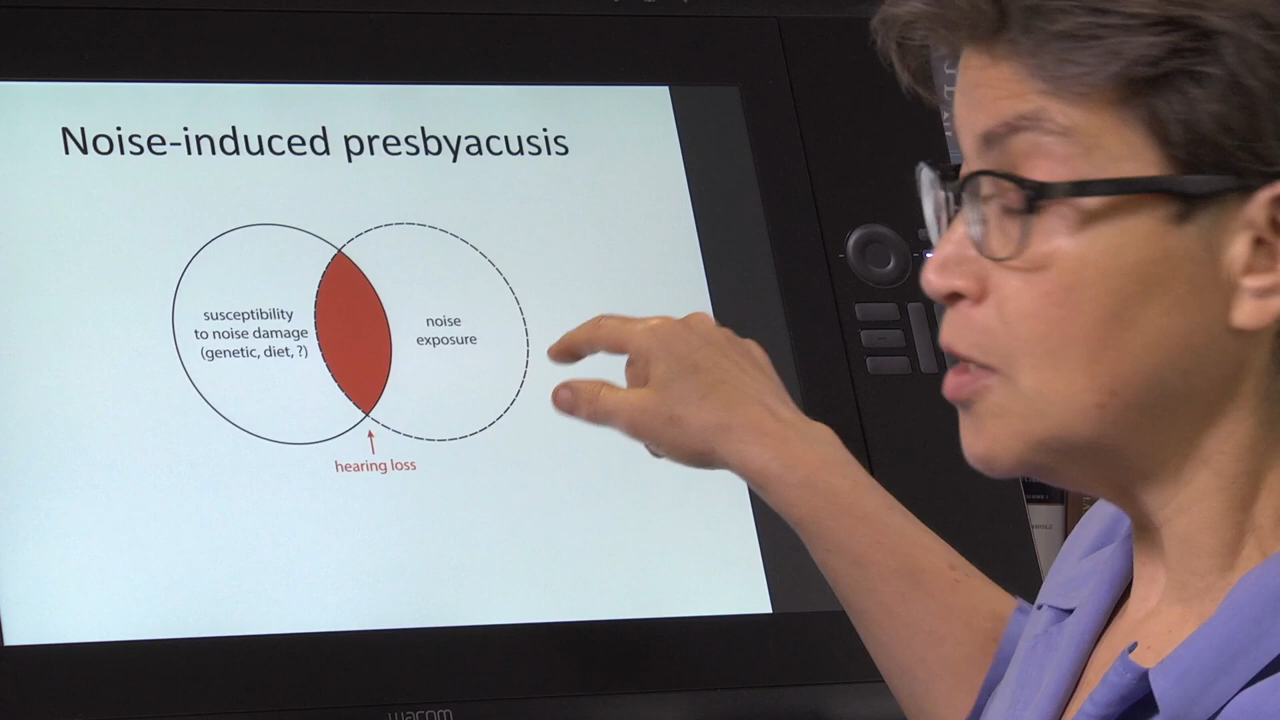 Noise-induced presbyacusis
susceptibility
to noise damage
(genetic, diet, ?)
noise
exposure
hearing loss
wacom